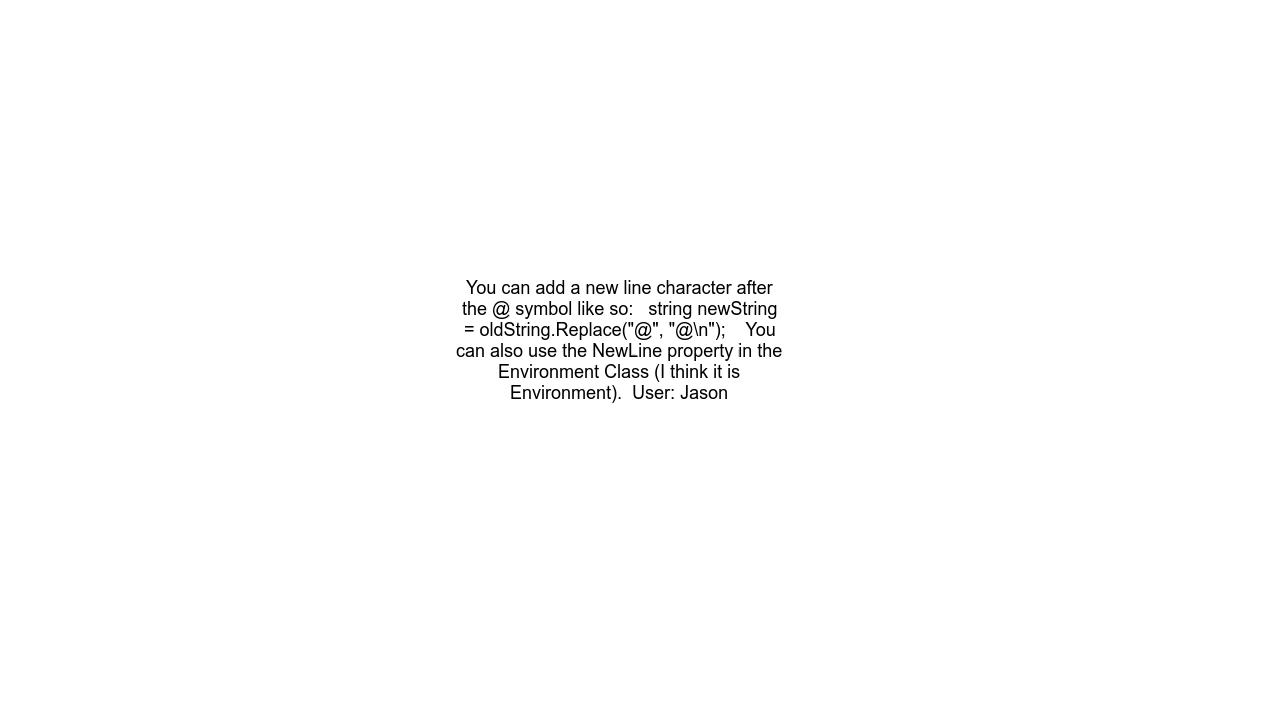 You can add a new line character after
the @ symbol like so:   string newString
= oldString.Replace("@", "@\n");    You
can also use the NewLine property in the
Environment Class (I think it is
Environment).  User: Jason